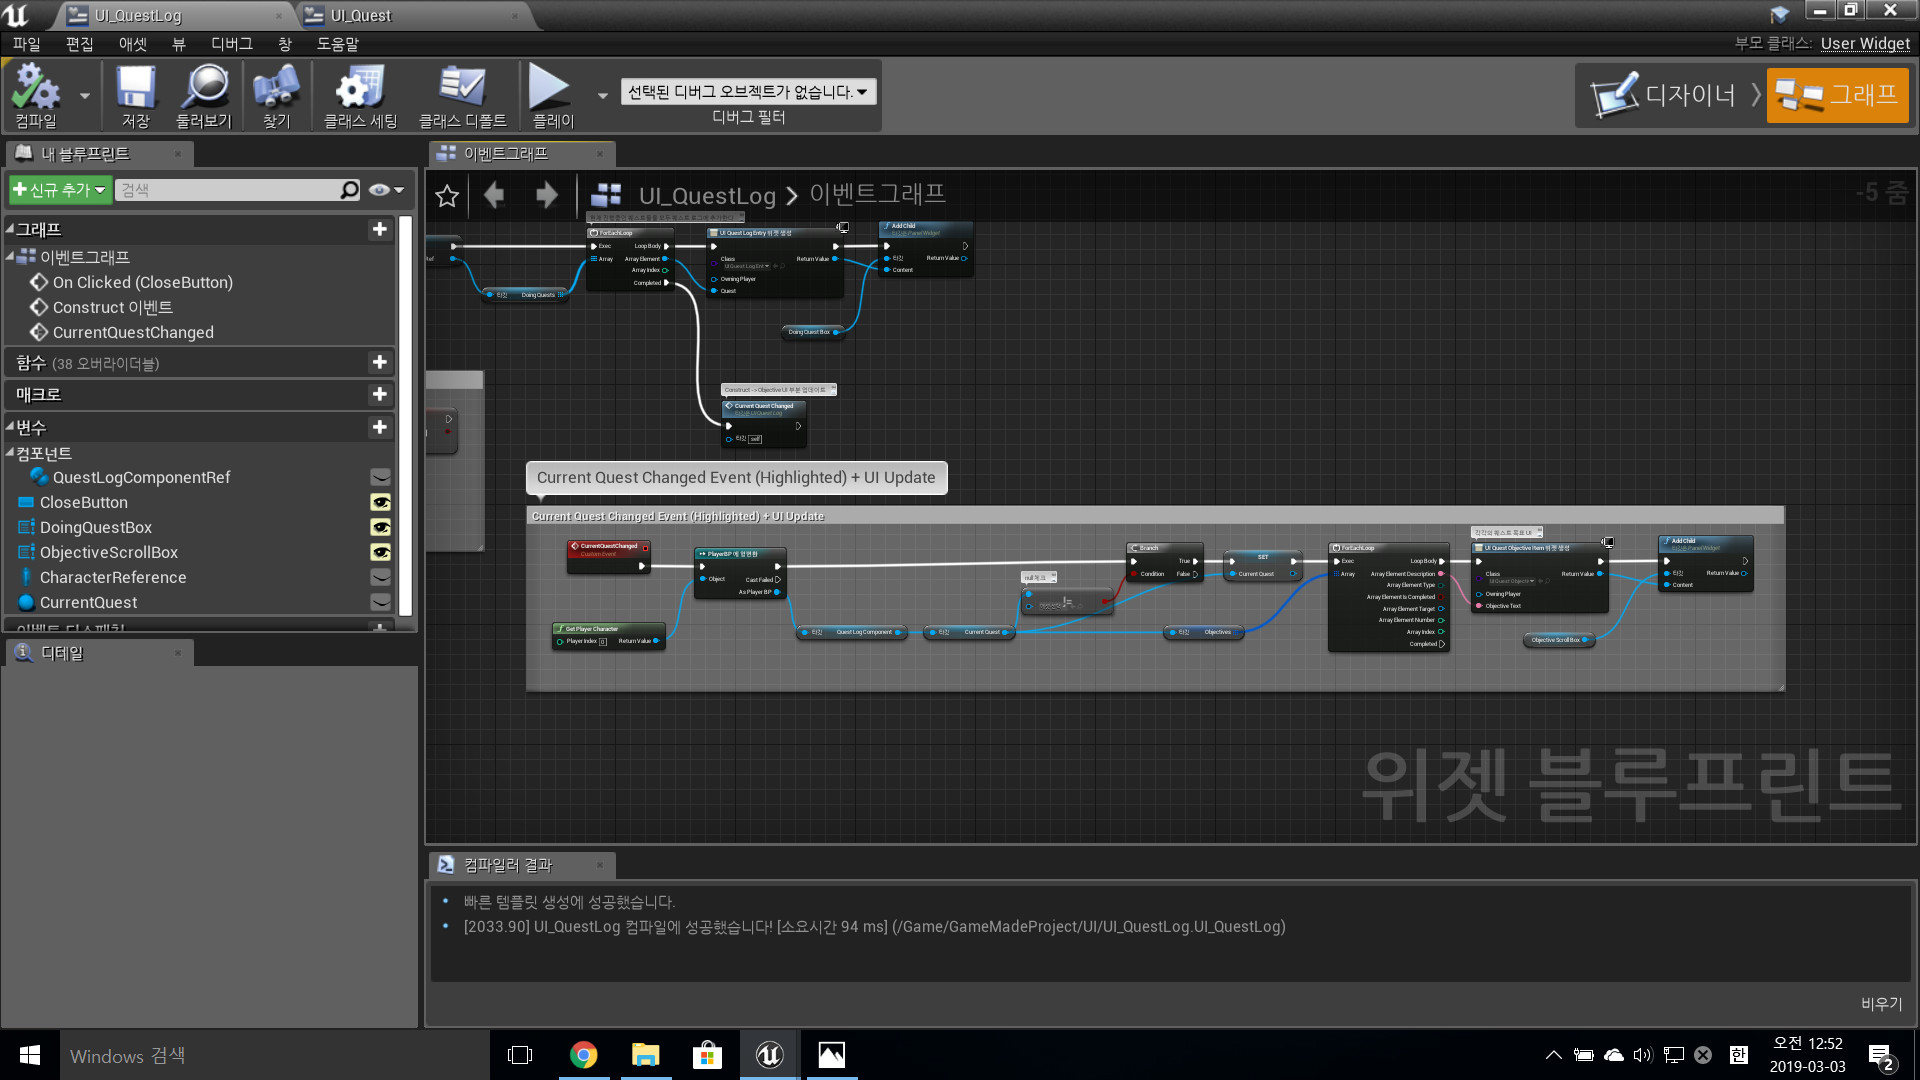 UI_QuestLog
UI_Quest
파일 편집 애셋 뷰 디버그 창 도움말
부모 클래스: User Widget
컴파일
저장
둘러보기
찾기
클래스 세팅
클래스 디폴트
플레이
선택된 디버그 오브젝트가 없습니다.
디버그 필터
디자이너
그래프
내 블루프린트
이벤트그래프
신규 추가
검색
UI_QuestLog > 이벤트그래프
-5 줌
그래프
이벤트그래프
On Clicked (CloseButton)
Construct 이벤트
CurrentQuestChanged
함수 (38 오버라이더블)
매크로
변수
컴포넌트
QuestLogComponentRef
CloseButton
DoingQuestBox
ObjectiveScrollBox
CharacterReference
CurrentQuest
이벤트 디스패처
디테일
ForEachLoop
Exec
Loop Body
Array
Array Element
Array Index
Completed
타깃 Doing Quests
UI Quest Log Entry 위젯 생성
Class
Return Value
Owning Player
Quest
Add Child
타깃
Return Value
Content
Doing Quest Box
Construct -> Objective UI 부분 업데이트
Current Quest Changed
타깃 self
Current Quest Changed Event (Highlighted) + UI Update
Current Quest Changed Event (Highlighted) + UI Update
CurrentQuestChanged
Custom Event
PlayerBP 에 형변환
Object
Cast Failed
As Player BP
Get Player Character
Player Index 0
Return Value
타깃 Quest Log Component
타깃 Current Quest
null 체크
!=
Branch
True
Condition
False
SET
Current Quest
타깃 Objectives
ForEachLoop
Exec
Loop Body
Array
Array Element Description
Array Element Type
Array Element Is Completed
Array Element Target
Array Element Number
Array Index
Completed
각각의 퀘스트 목표 UI
UI Quest Objective Item 위젯 생성
Class
Return Value
Owning Player
Objective Text
Objective Scroll Box
Add Child
타깃
Return Value
Content
위젯 블루프린트
컴파일러 결과
빠른 템플릿 생성에 성공했습니다.
[2033.90] UI_QuestLog 컴파일에 성공했습니다! [소요시간 94 ms] (/Game/GameMadeProject/UI/UI_QuestLog.UI_QuestLog)
비우기
Windows 검색
한
오전 12:52
2019-03-03
2